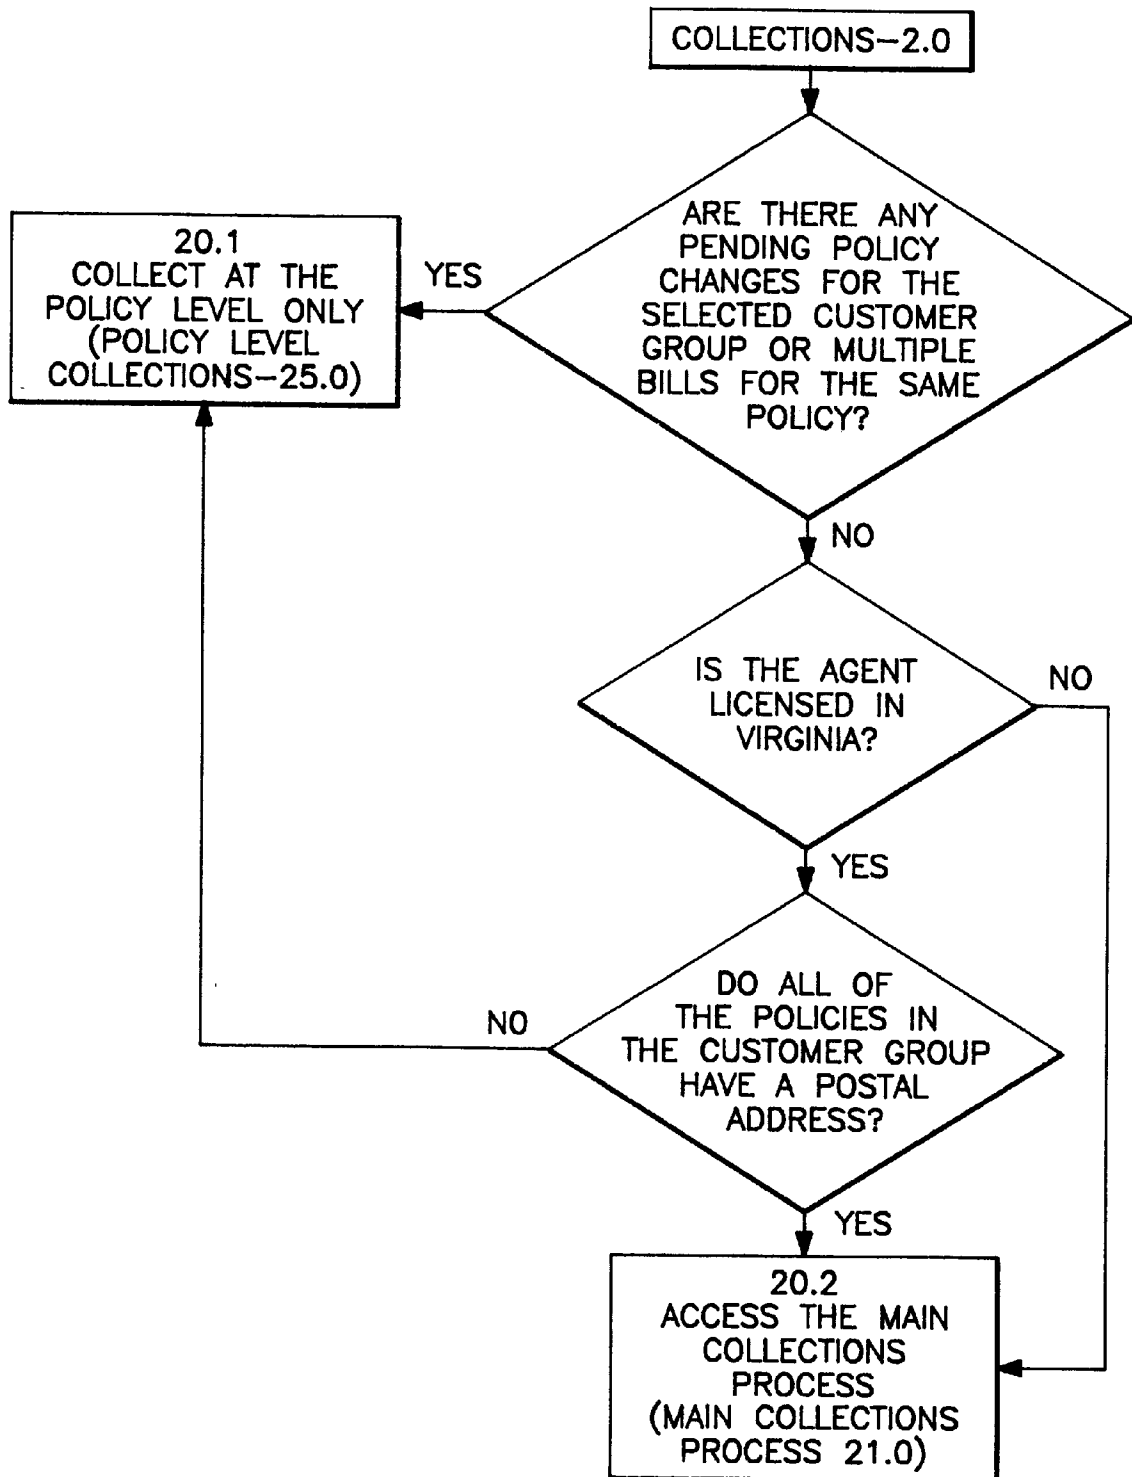 COLLECTIONS-2.0
ARE THERE ANY
PENDING POLICY
CHANGES FOR THE
SELECTED CUSTOMER
GROUP OR MULTIPLE
BILLS FOR THE SAME
POLICY?
YES
20.1
COLLECT AT THE
POLICY LEVEL ONLY
(POLICY LEVEL
COLLECTIONS-25.0)
NO
IS THE AGENT
LICENSED IN
VIRGINIA?
NO
YES
DO ALL OF
THE POLICIES IN
THE CUSTOMER GROUP
HAVE A POSTAL
ADDRESS?
NO
YES
20.2
ACCESS THE MAIN
COLLECTIONS
PROCESS
(MAIN COLLECTIONS
PROCESS 21.0)